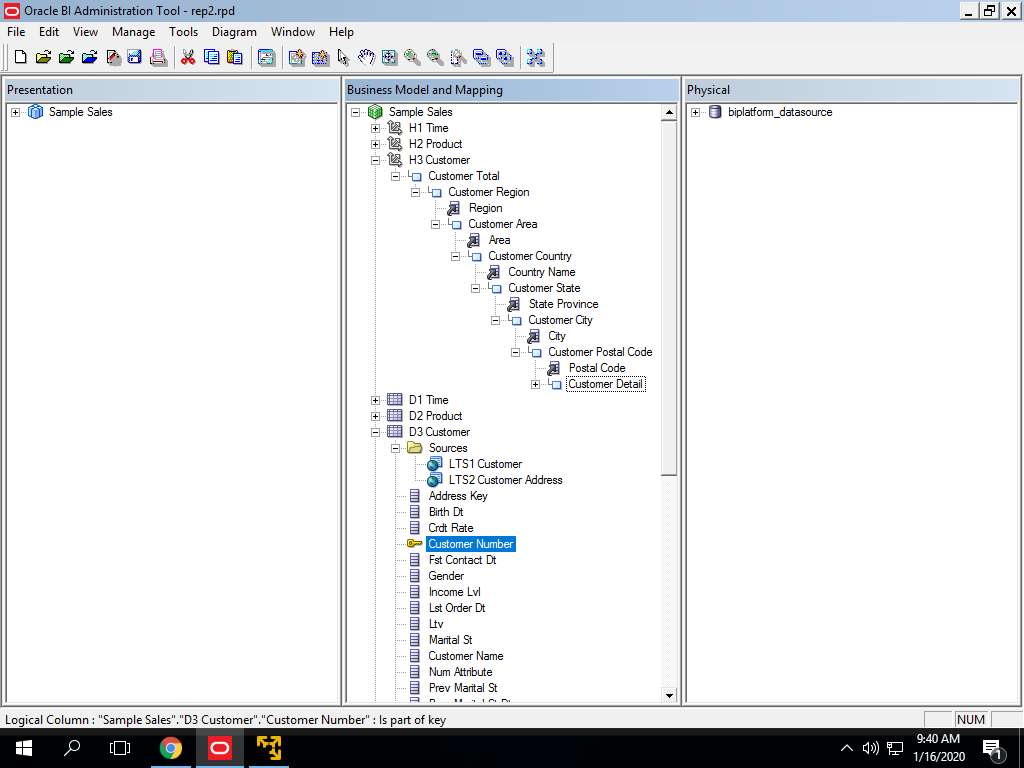 Oracle BI Administration Tool - rep2.rpd
File Edit View Manage Tools Diagram Window Help
Presentation
Sample Sales
Business Model and Mapping
Sample Sales
H1 Time
H2 Product
H3 Customer
Customer Total
Customer Region
Region
Customer Area
Area
Customer Country
Country Name
Customer State
State Province
Customer City
City
Customer Postal Code
Postal Code
Customer Detail
D1 Time
D2 Product
D3 Customer
Sources
LTS1 Customer
LTS2 Customer Address
Address Key
Birth Dt
Crdt Rate
Customer Number
Fst Contact Dt
Gender
Income Lvl
Lst Order Dt
Ltv
Marital St
Customer Name
Num Attribute
Prev Marital St
Physical
biplatform_datasource
Logical Column : "Sample Sales"."D3 Customer"."Customer Number" : Is part of key
NUM
9:40 AM
1/16/2020
1